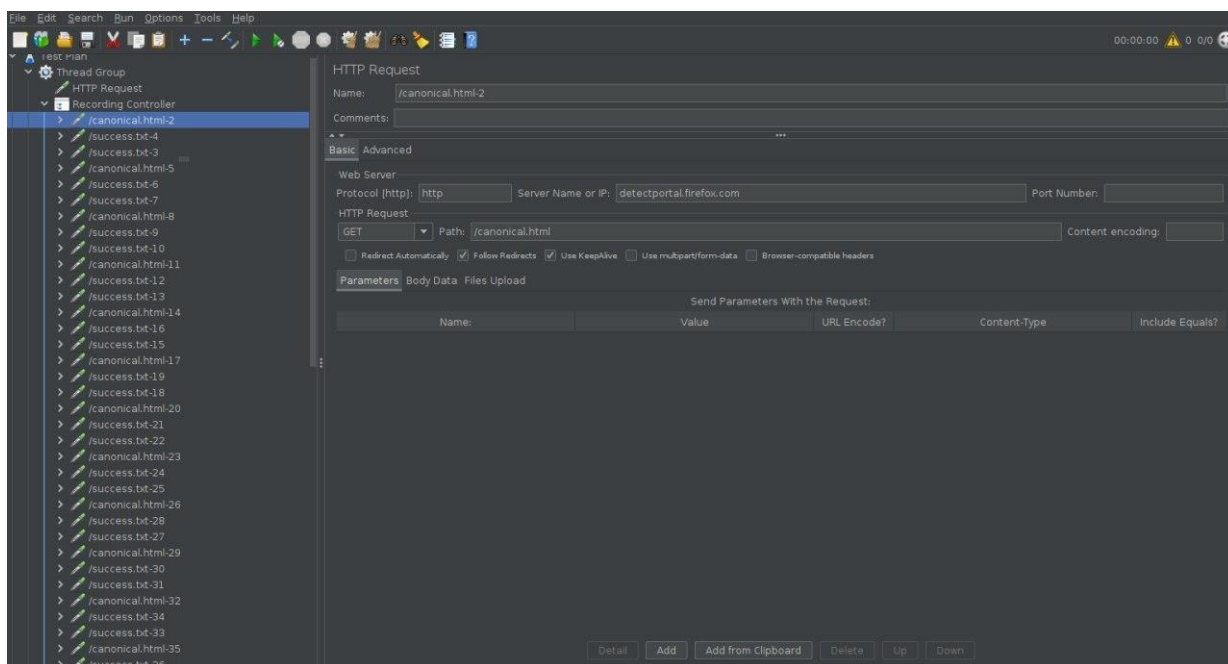 File Edit Search Run Options Tools Help
00:00:00 0 0/0
Test Plan
Thread Group
HTTP Request
Recording Controller
/canonical.html-2
/success.txt-4
/success.txt-3
/canonical.html-5
/success.txt-6
/success.txt-7
/canonical.html-8
/success.txt-9
/success.txt-10
/canonical.html-11
/success.txt-12
/success.txt-13
/canonical.html-14
/success.txt-16
/success.txt-15
/canonical.html-17
/success.txt-19
/success.txt-18
/canonical.html-20
/success.txt-21
/success.txt-22
/canonical.html-23
/success.txt-24
/success.txt-25
/canonical.html-26
/success.txt-28
/success.txt-27
/canonical.html-29
/success.txt-30
/success.txt-31
/canonical.html-32
/success.txt-34
/success.txt-33
/canonical.html-35
HTTP Request
Name: /canonical.html-2
Comments:
Basic Advanced
Web Server
Protocol [http]: http Server Name or IP: detectportal.firefox.com Port Number:
HTTP Request
GET Path: /canonical.html Content encoding:
Redirect Automatically Follow Redirects Use KeepAlive Use multipart/form-data Browser-compatible headers
Parameters Body Data Files Upload
Send Parameters With the Request:
Name: Value URL Encode? Content-Type Include Equals?
Detail Add Add from Clipboard Delete Up Down